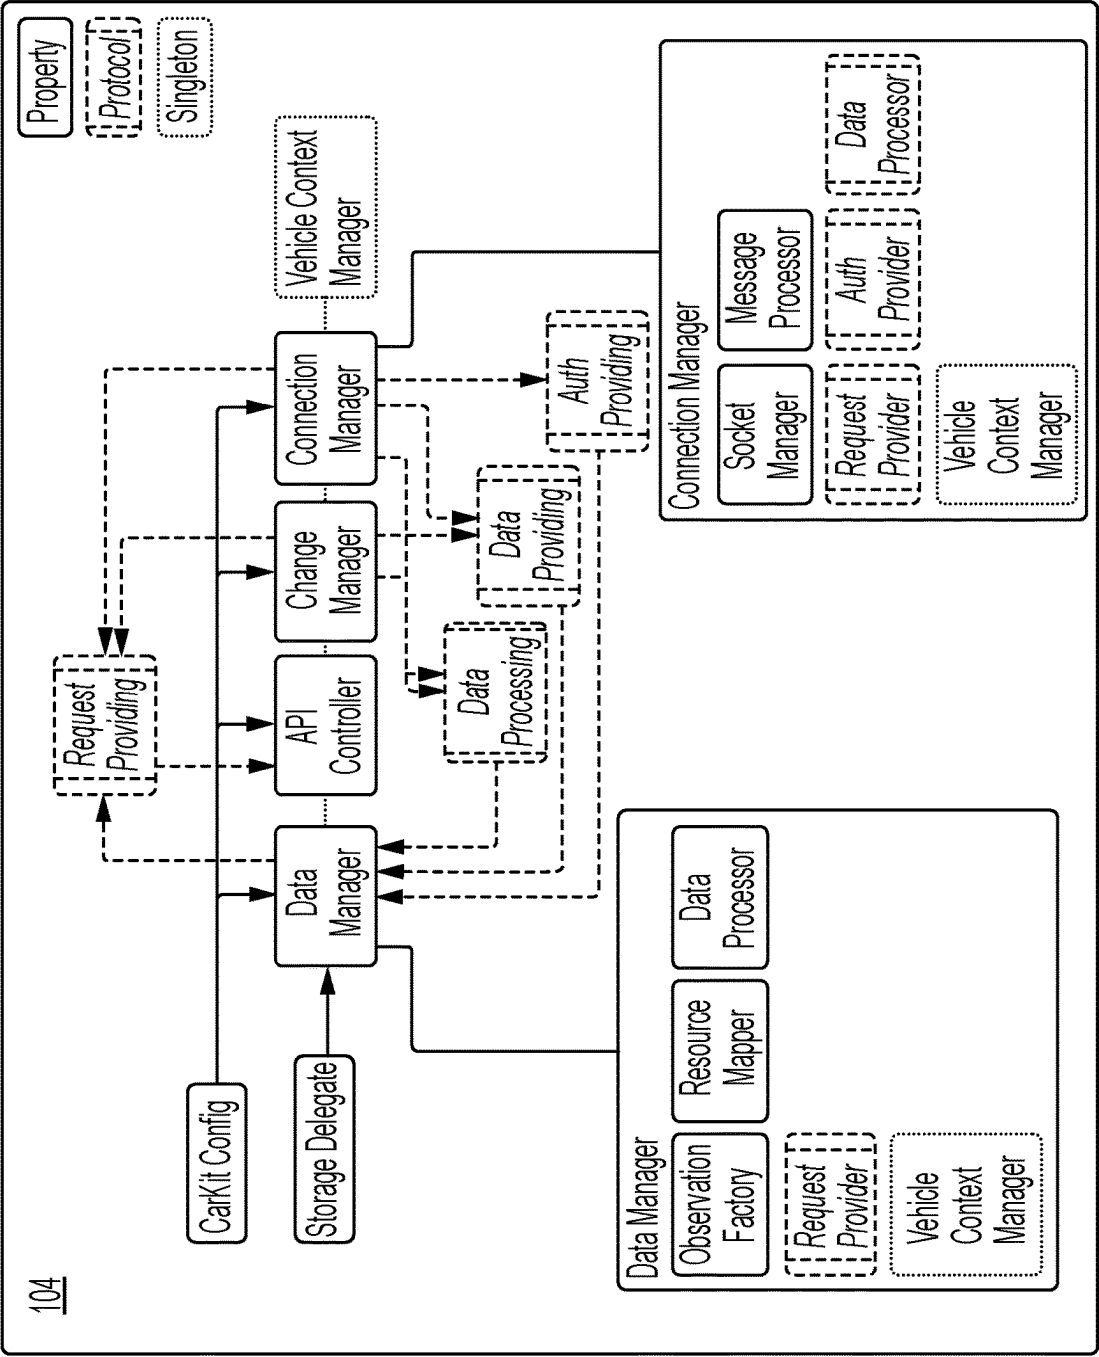 104
Property
Protocol
Singleton
CarKit Config
Storage Delegate
Request
Providing
Data
Manager
API
Controller
Change
Manager
Connection
Manager
Vehicle Context
Manager
Data
Processing
Data
Providing
Auth
Providing
Data Manager
Observation
Factory
Resource
Mapper
Data
Processor
Request
Provider
Vehicle
Context
Manager
Connection Manager
Socket
Manager
Message
Processor
Request
Provider
Auth
Provider
Data
Processor
Vehicle
Context
Manager